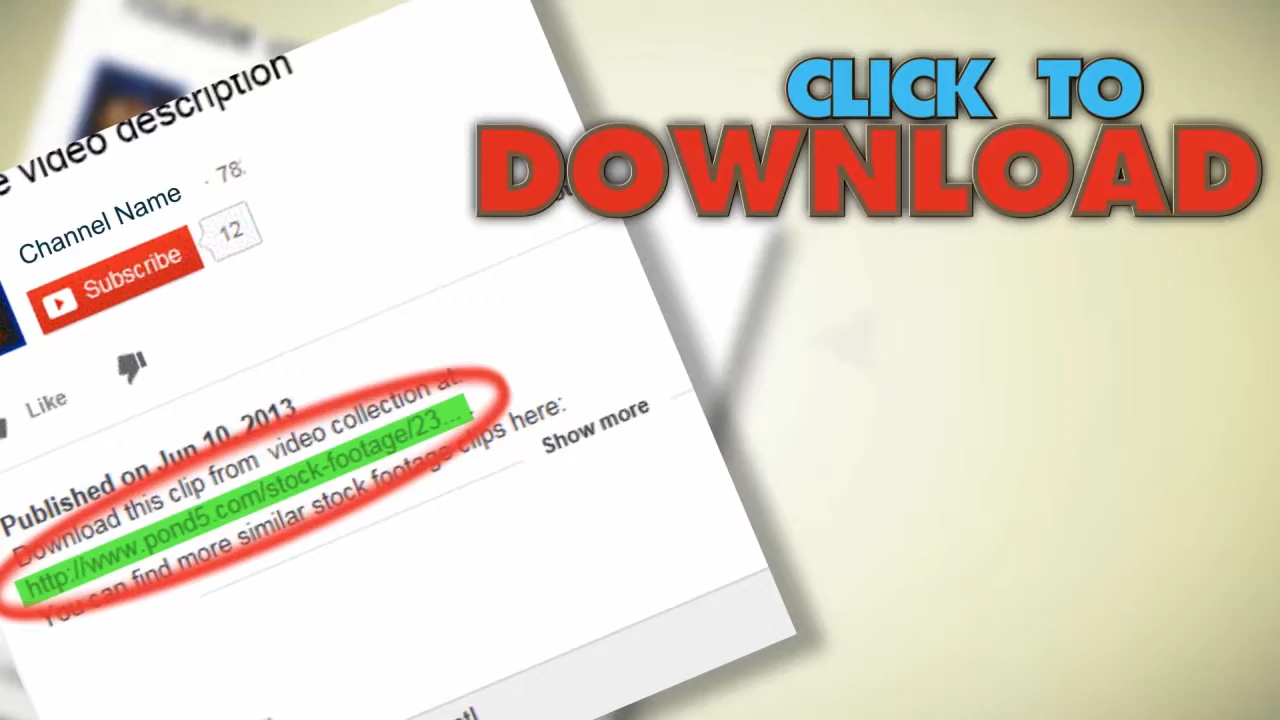 CLICK TO
DOWNLOAD
video description
Channel Name
78
Subscribe
12
Like
Published on Jun 10, 2013
Download this clip from video collection at:
http://www.pond5.com/stock-footage/23...
You can find more similar stock footage clips here:
Show more